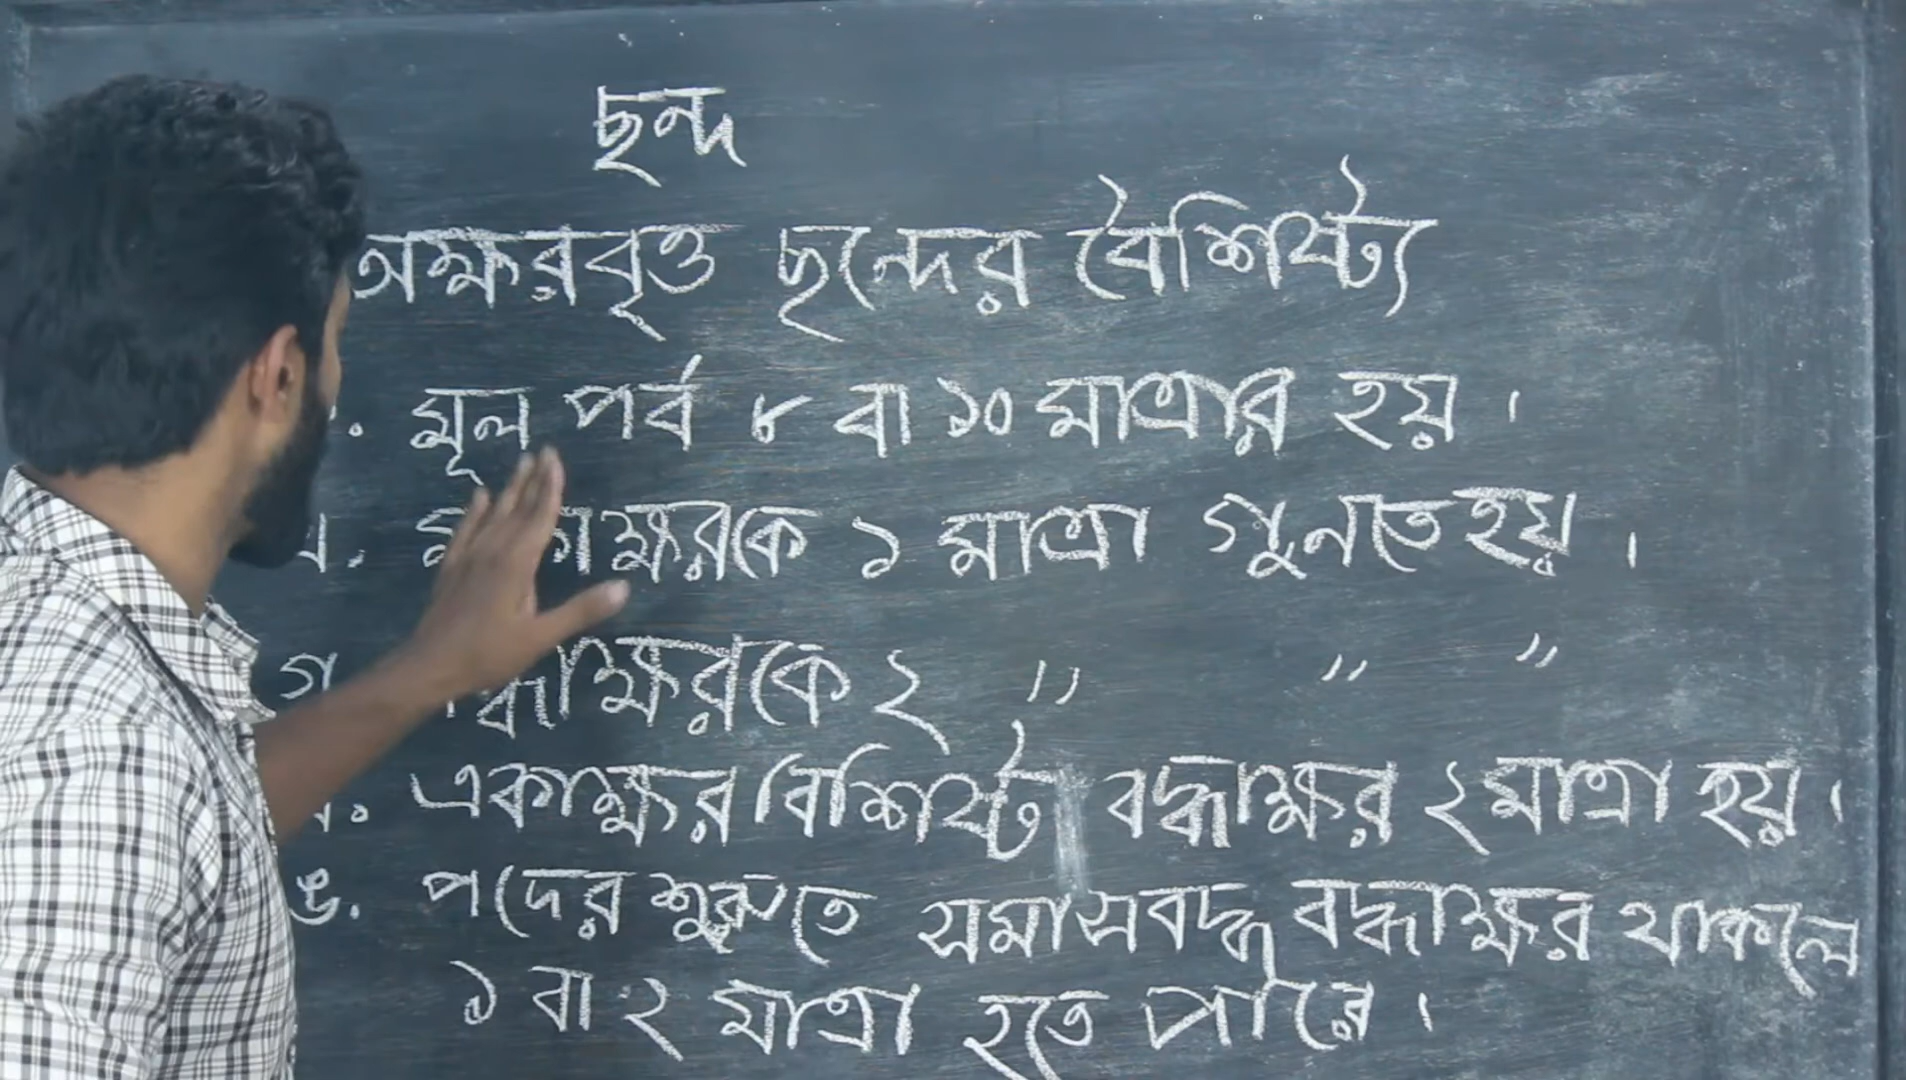 ছন্দ
অক্ষরবৃত্ত ছন্দের বৈশিষ্ট্য
মূল পর্ব ৮ বা ১০ মাত্রার হয়।
১ মাত্রা গুনতে হয়।
গ ২ " " "
একাক্ষর বিশিষ্ট বদ্ধাক্ষর ২ মাত্রা হয়।
ঙ. পদের শুরুতে সমাসবদ্ধ বদ্ধাক্ষর থাকলে
১ বা ২ মাত্রা হতে পারে।